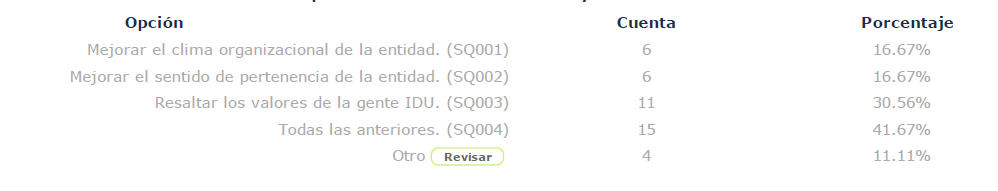 Opción Cuenta Porcentaje
Mejorar el clima organizacional de la entidad. (SQ001) 6 16.67%
Mejorar el sentido de pertenencia de la entidad. (SQ002) 6 16.67%
Resaltar los valores de la gente IDU. (SQ003) 11 30.56%
Todas las anteriores. (SQ004) 15 41.67%
Otro Revisar 4 11.11%